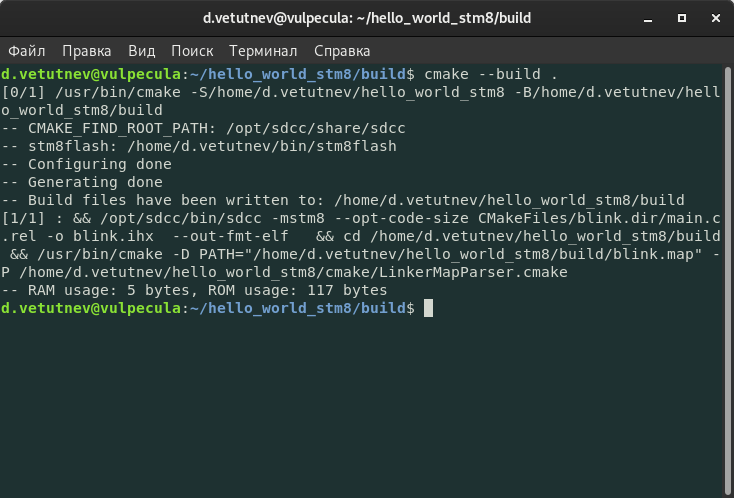 d.vetutnev@vulpecula: ~/hello_world_stm8/build
Файл Правка Вид Поиск Терминал Справка
d.vetutnev@vulpecula:~/hello_world_stm8/build$ cmake --build .
[0/1] /usr/bin/cmake -S/home/d.vetutnev/hello_world_stm8 -B/home/d.vetutnev/hell
o_world_stm8/build
-- CMAKE_FIND_ROOT_PATH: /opt/sdcc/share/sdcc
-- stm8flash: /home/d.vetutnev/bin/stm8flash
-- Configuring done
-- Generating done
-- Build files have been written to: /home/d.vetutnev/hello_world_stm8/build
[1/1] : && /opt/sdcc/bin/sdcc -mstm8 --opt-code-size CMakeFiles/blink.dir/main.c
.rel -o blink.ihx  --out-fmt-elf   && cd /home/d.vetutnev/hello_world_stm8/build
 && /usr/bin/cmake -D PATH="/home/d.vetutnev/hello_world_stm8/build/blink.map" -
P /home/d.vetutnev/hello_world_stm8/cmake/LinkerMapParser.cmake
-- RAM usage: 5 bytes, ROM usage: 117 bytes
d.vetutnev@vulpecula:~/hello_world_stm8/build$